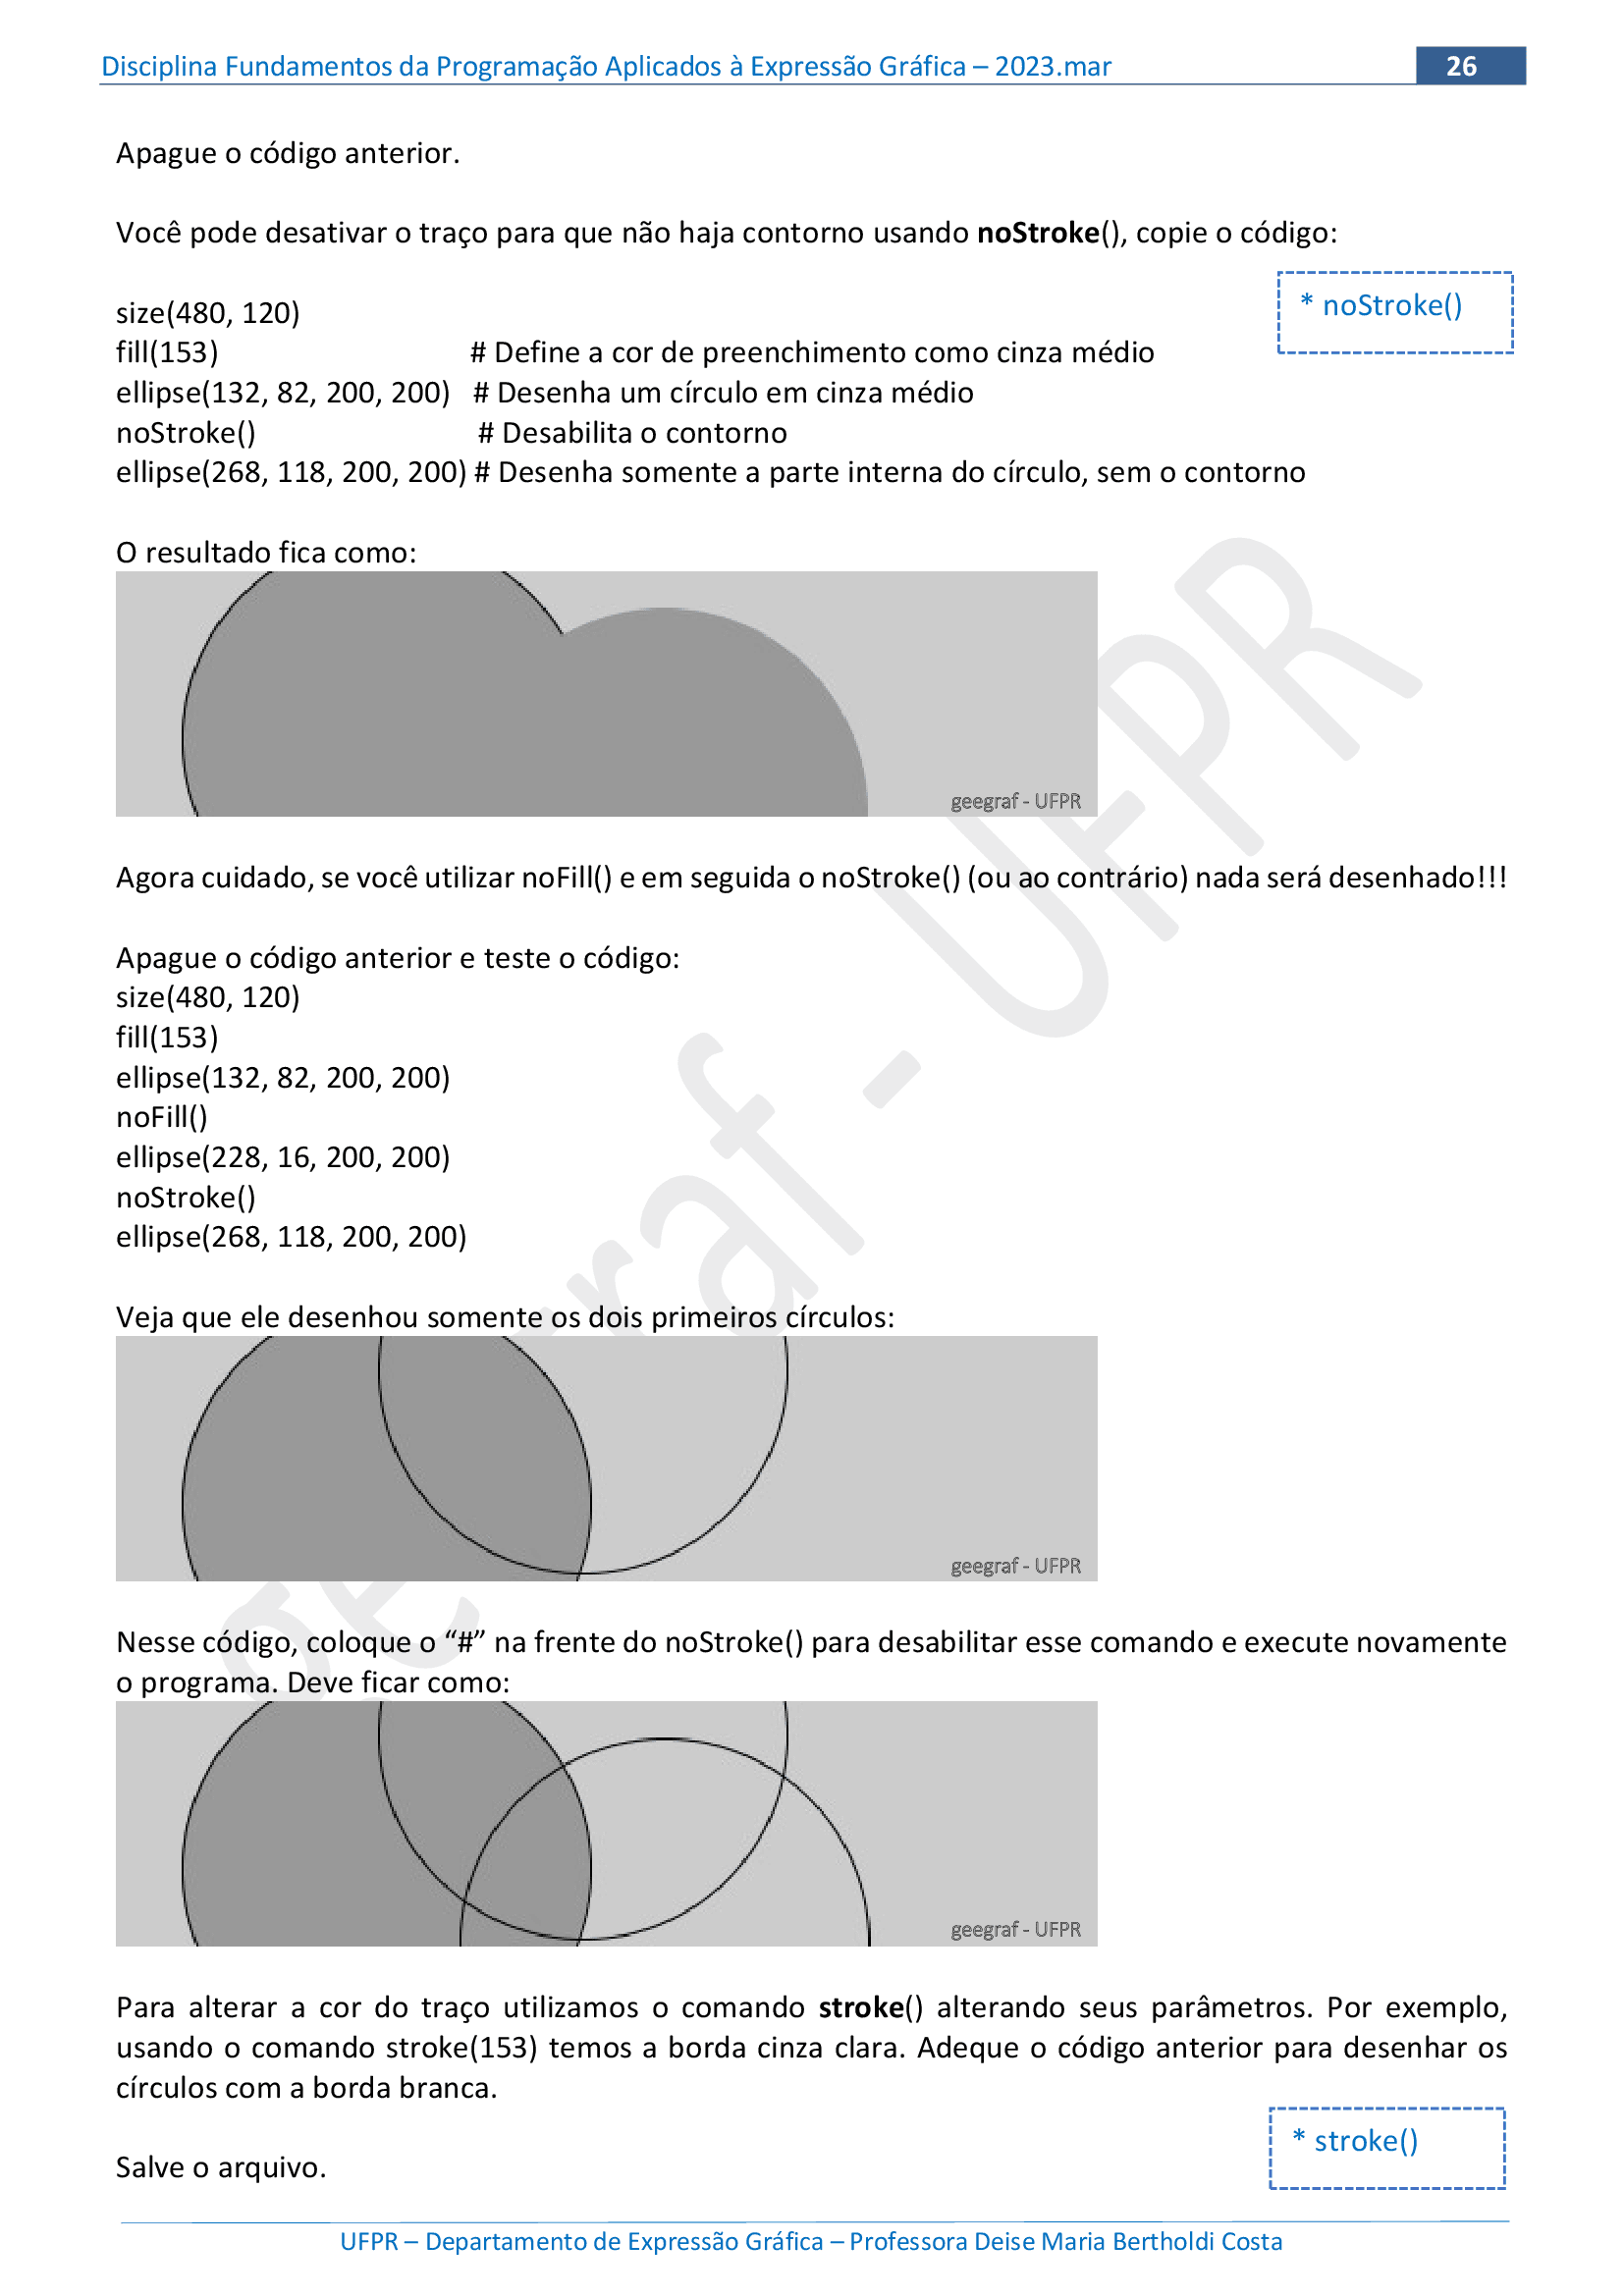 Disciplina Fundamentos da Programação Aplicados à Expressão Gráfica – 2023.mar 26
Apague o código anterior.
Você pode desativar o traço para que não haja contorno usando noStroke(), copie o código:
* noStroke()
size(480, 120)
fill(153) # Define a cor de preenchimento como cinza médio
ellipse(132, 82, 200, 200) # Desenha um círculo em cinza médio
noStroke() # Desabilita o contorno
ellipse(268, 118, 200, 200) # Desenha somente a parte interna do círculo, sem o contorno
O resultado fica como:
geegraf - UFPR
Agora cuidado, se você utilizar noFill() e em seguida o noStroke() (ou ao contrário) nada será desenhado!!!
Apague o código anterior e teste o código:
size(480, 120)
fill(153)
ellipse(132, 82, 200, 200)
noFill()
ellipse(228, 16, 200, 200)
noStroke()
ellipse(268, 118, 200, 200)
Veja que ele desenhou somente os dois primeiros círculos:
geegraf - UFPR
Nesse código, coloque o “#” na frente do noStroke() para desabilitar esse comando e execute novamente
o programa. Deve ficar como:
geegraf - UFPR
Para alterar a cor do traço utilizamos o comando stroke() alterando seus parâmetros. Por exemplo,
usando o comando stroke(153) temos a borda cinza clara. Adeque o código anterior para desenhar os
círculos com a borda branca.
* stroke()
Salve o arquivo.
UFPR – Departamento de Expressão Gráfica – Professora Deise Maria Bertholdi Costa
geegraf - UFPR